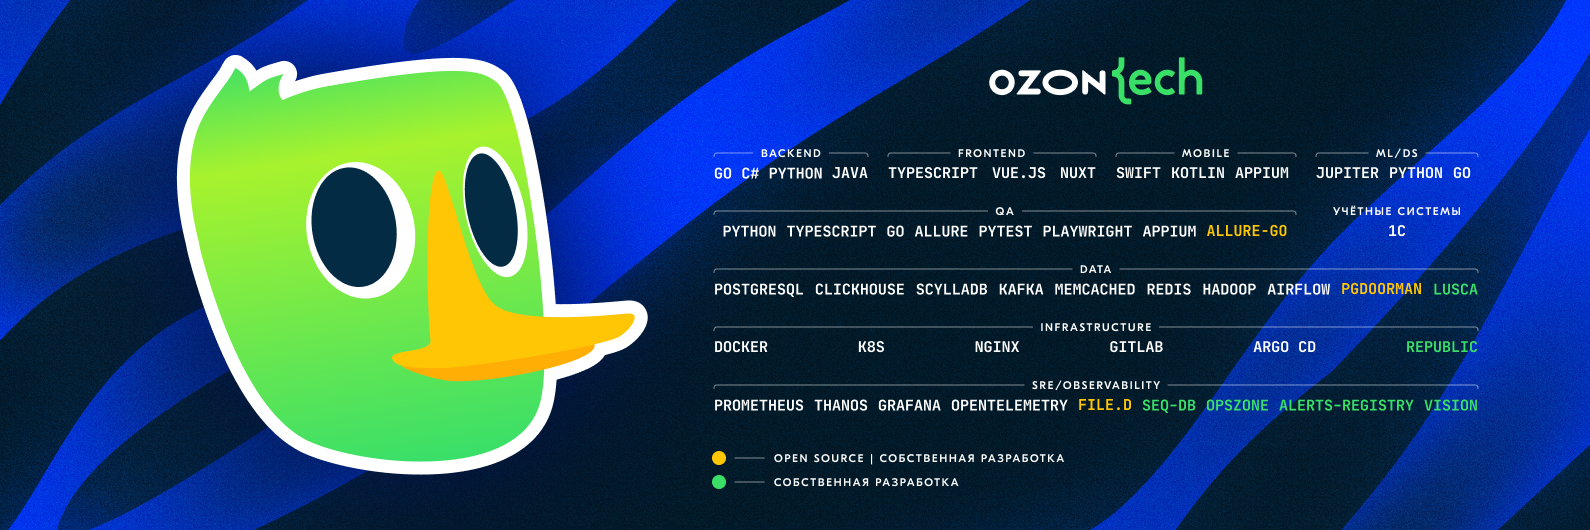 OZON{ech
BACKEND FRONTEND MOBILE ML/DS
GO C# PYTHON JAVA TYPESCRIPT VUE.JS NUXT SWIFT KOTLIN APPIUM JUPITER PYTHON GO
QA УЧЁТНЫЕ СИСТЕМЫ
PYTHON TYPESCRIPT GO ALLURE PYTEST PLAYWRIGHT APPIUM ALLURE-GO 1C
DATA
POSTGRESQL CLICKHOUSE SCYLLADB KAFKA MEMCACHED REDIS HADOOP AIRFLOW PGDOORMAN LUSCA
INFRASTRUCTURE
DOCKER K8S NGINX GITLAB ARGO CD REPUBLIC
SRE/OBSERVABILITY
PROMETHEUS THANOS GRAFANA OPENTELEMETRY FILE.D SEQ-DB OPSZONE ALERTS-REGISTRY VISION
OPEN SOURCE | СОБСТВЕННАЯ РАЗРАБОТКА
СОБСТВЕННАЯ РАЗРАБОТКА